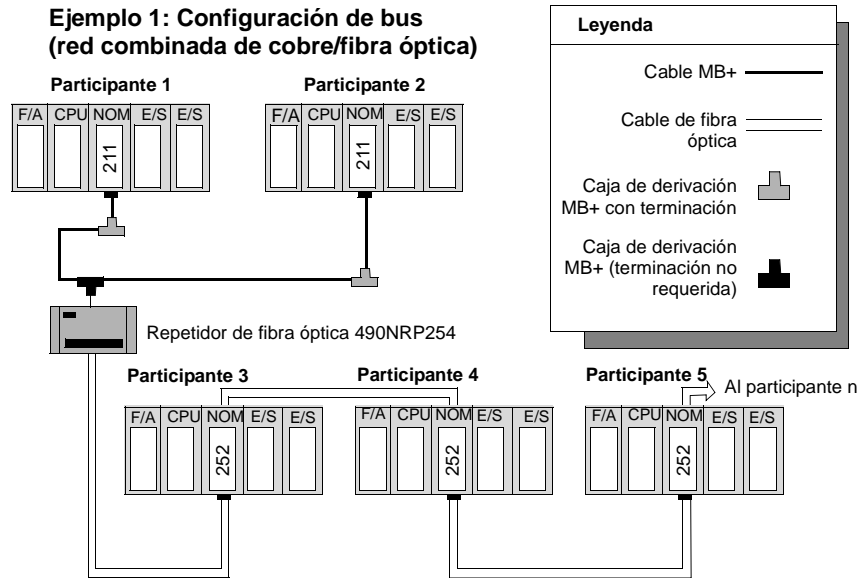 Ejemplo 1: Configuración de bus
(red combinada de cobre/fibra óptica)
Participante 1
Participante 2
F/A CPU NOM E/S E/S
F/A CPU NOM E/S E/S
211
211
Leyenda
Cable MB+
Cable de fibra
óptica
Caja de derivación
MB+ con terminación
Caja de derivación
MB+ (terminación no
requerida)
Repetidor de fibra óptica 490NRP254
Participante 3
Participante 4
Participante 5
Al participante n
F/A CPU NOM E/S E/S
F/A CPU NOM E/S E/S
F/A CPU NOM E/S E/S
252
252
252